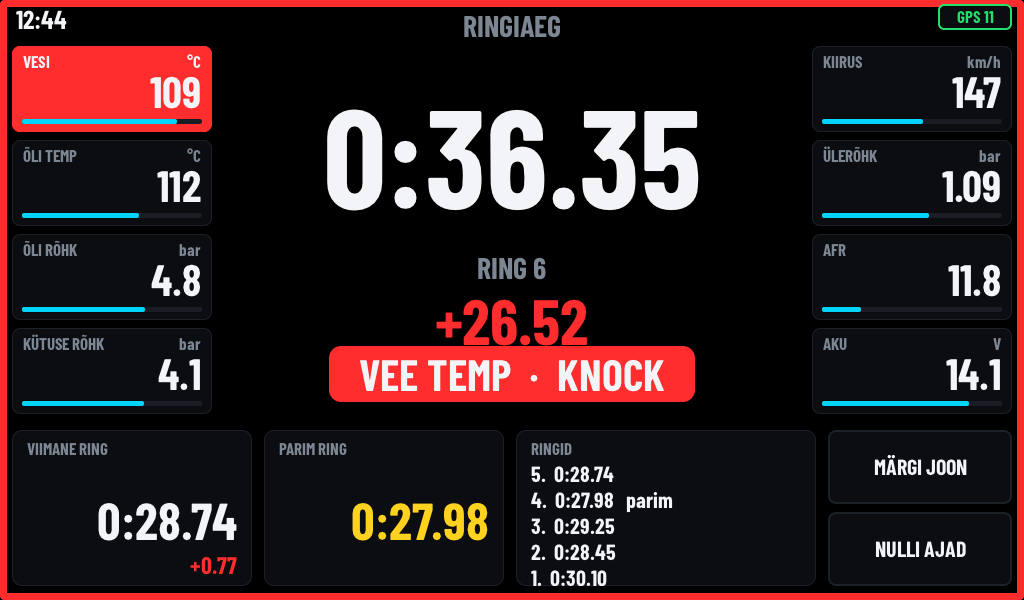 12:44
RINGIAEG
GPS 11
VESI °C
109
ÕLI TEMP °C
112
ÕLI RÕHK bar
4.8
KÜTUSE RÕHK bar
4.1
0:36.35
RING 6
+26.52
VEE TEMP · KNOCK
KIIRUS km/h
147
ÜLERÕHK bar
1.09
AFR
11.8
AKU V
14.1
VIIMANE RING
0:28.74
+0.77
PARIM RING
0:27.98
RINGID
5. 0:28.74
4. 0:27.98 parim
3. 0:29.25
2. 0:28.45
1. 0:30.10
MÄRGI JOON
NULLI AJAD